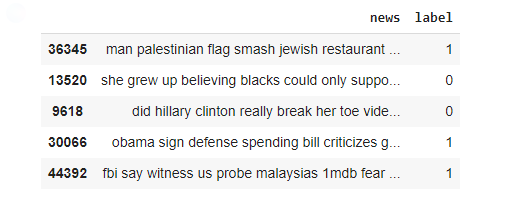 news label
36345 man palestinian flag smash jewish restaurant ... 1
13520 she grew up believing blacks could only suppo... 0
9618 did hillary clinton really break her toe vide... 0
30066 obama sign defense spending bill criticizes g... 1
44392 fbi say witness us probe malaysias 1mdb fear ... 1